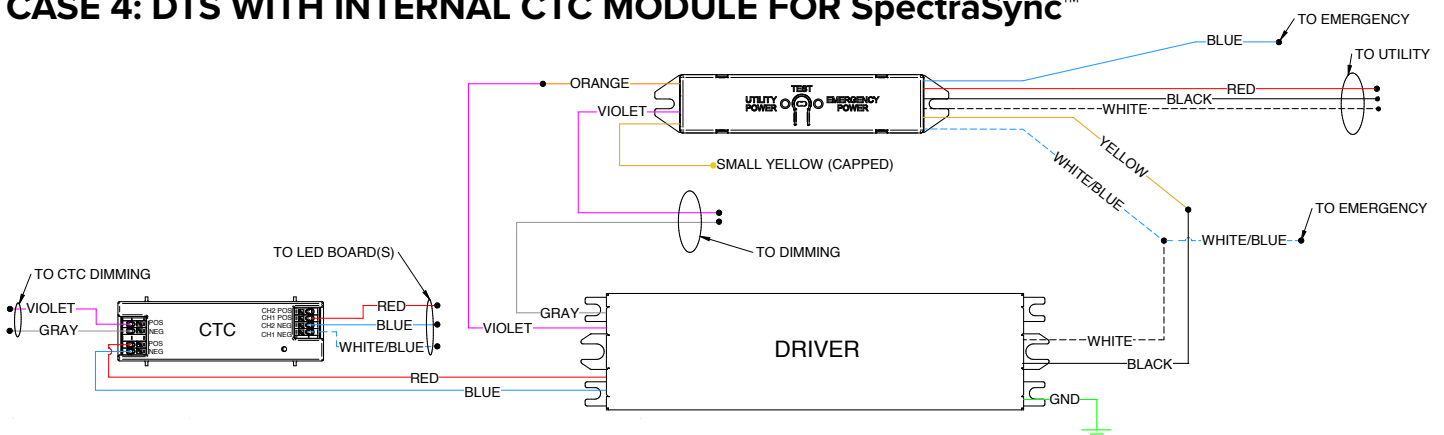 CASE 4: DTS WITH INTERNAL CTC MODULE FOR SpectraSync™
TO EMERGENCY
BLUE
TO UTILITY
ORANGE
RED
BLACK
WHITE
VIOLET
TEST
UTILITY POWER
EMERGENCY POWER
YELLOW
WHITE/BLUE
SMALL YELLOW (CAPPED)
TO EMERGENCY
WHITE/BLUE
TO DIMMING
TO LED BOARD(S)
TO CTC DIMMING
VIOLET
GRAY
CTC
POS
NEG
POS
NEG
CH2 POS
CH1 POS
CH2 NEG
CH1 NEG
RED
BLUE
WHITE/BLUE
GRAY
VIOLET
DRIVER
WHITE
BLACK
RED
BLUE
GND